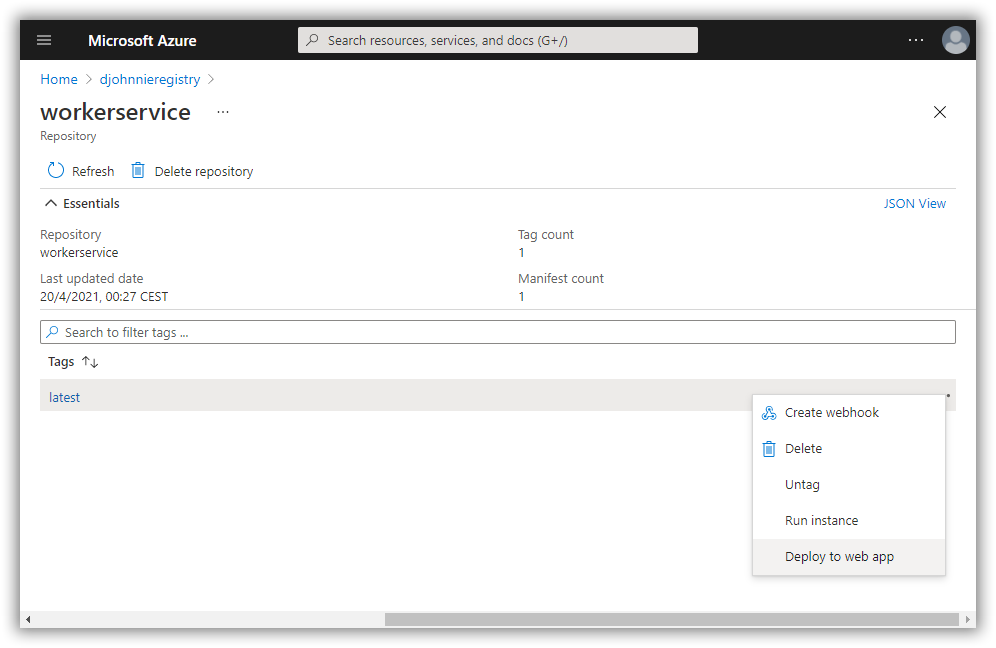 Microsoft Azure
Search resources, services, and docs (G+/)
Home > djohnnieregistry >
workerservice ...
Repository
Refresh Delete repository
Essentials JSON View
Repository Tag count
workerservice 1
Last updated date Manifest count
20/4/2021, 00:27 CEST 1
Search to filter tags ...
Tags
latest
Create webhook
Delete
Untag
Run instance
Deploy to web app